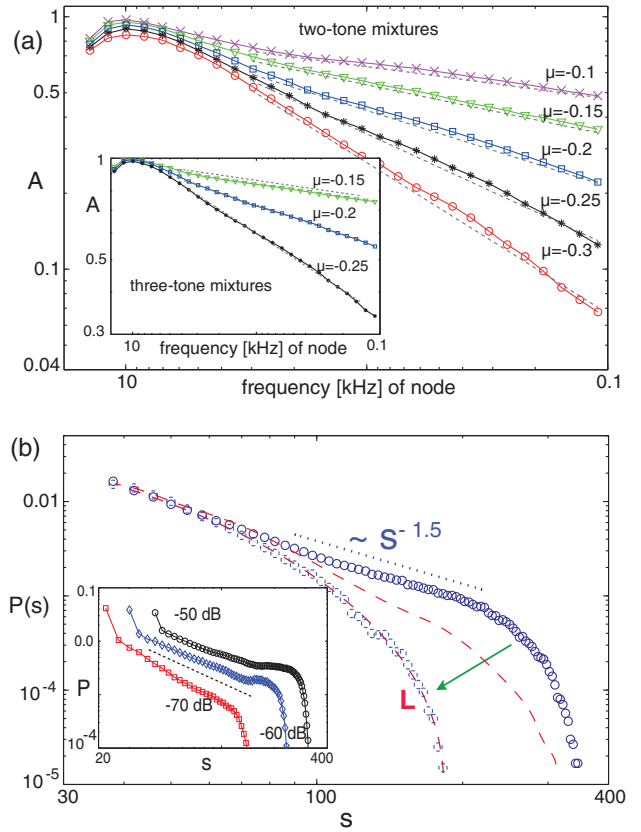 (a)
1
two-tone mixtures
μ=-0.1
0.5
μ=-0.15
μ=-0.2
A
1
μ=-0.15
A
μ=-0.25
μ=-0.2
0.5
μ=-0.25
μ=-0.3
0.1
three-tone mixtures
0.3
10
0.1
frequency [kHz] of node
0.04
10
frequency [kHz] of node
0.1
(b)
0.01
~ S^- 1.5
P(s)
0.1
-50 dB
0.0
P
-70 dB
-60 dB
10^-4
20
s
400
L
10^-4
10^-5
30
100
s
400